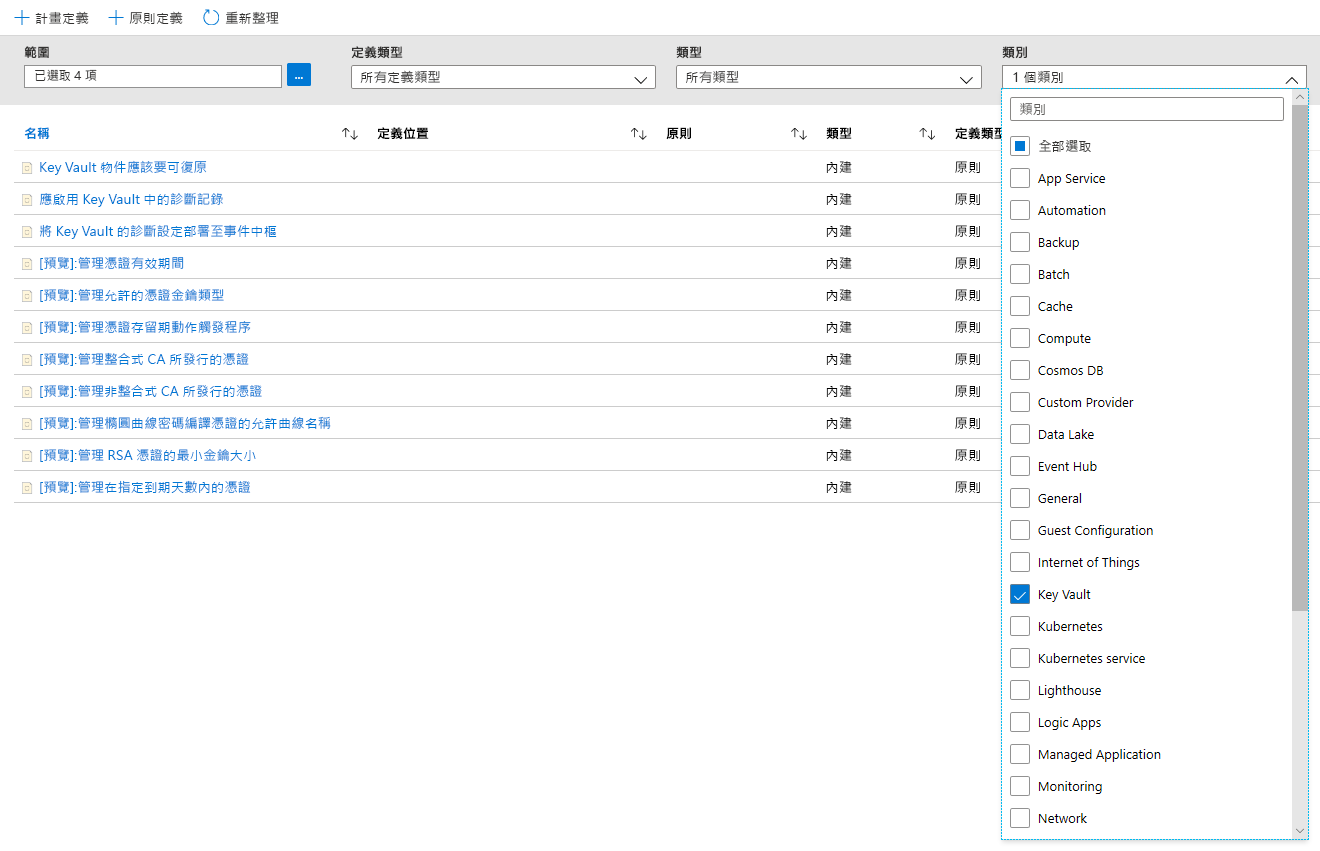 計畫定義 原則定義 重新整理
範圍 定義類型 類型 類別
已選取 4 項 ... 所有定義類型 所有類型 1 個類別
類別
名稱 定義位置 原則 類型 定義類型
全部選取
Key Vault 物件應該要可復原 內建 原則
App Service
應啟用 Key Vault 中的診斷記錄 內建 原則
Automation
將 Key Vault 的診斷設定部署至事件中樞 內建 原則
Backup
[預覽]:管理憑證有效期間 內建 原則
Batch
[預覽]:管理允許的憑證金鑰類型 內建 原則
Cache
[預覽]:管理憑證存留期動作觸發程序 內建 原則
Compute
[預覽]:管理整合式 CA 所發行的憑證 內建 原則
Cosmos DB
[預覽]:管理非整合式 CA 所發行的憑證 內建 原則
Custom Provider
[預覽]:管理橢圓曲線密碼編譯憑證的允許曲線名稱 內建 原則
Data Lake
[預覽]:管理 RSA 憑證的最小金鑰大小 內建 原則
Event Hub
[預覽]:管理在指定到期天數內的憑證 內建 原則
General
Guest Configuration
Internet of Things
Key Vault
Kubernetes
Kubernetes service
Lighthouse
Logic Apps
Managed Application
Monitoring
Network